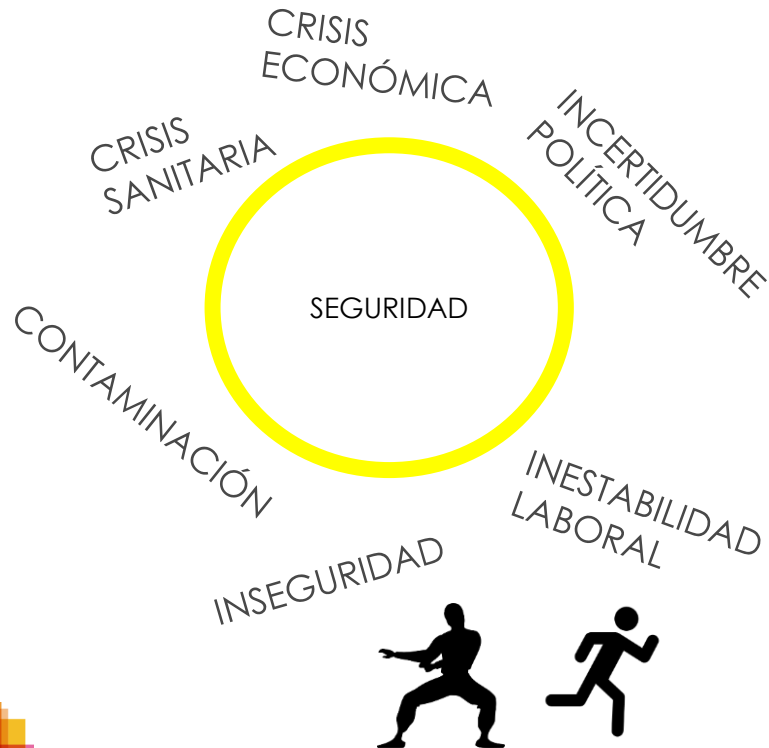 CRISIS
ECONÓMICA
INCERTIDUMBRE
POLÍTICA
CRISIS
SANITARIA
SEGURIDAD
CONTAMINACIÓN
INESTABILIDAD
LABORAL
INSEGURIDAD